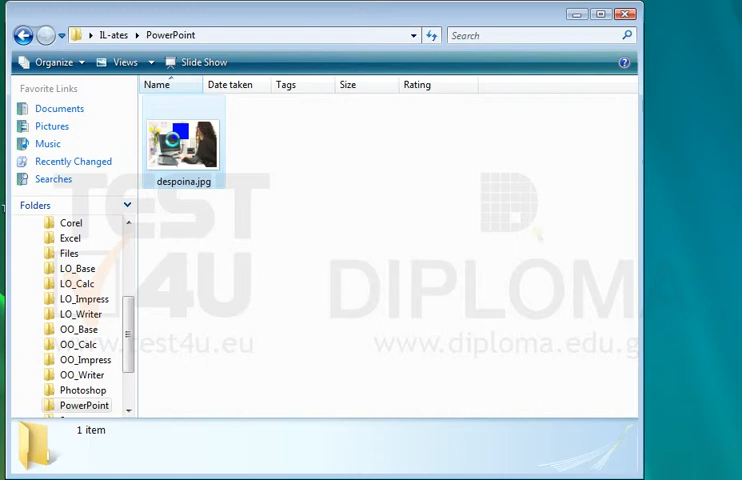 IL-ates PowerPoint Search
Organize Views Slide Show
Favorite Links
Documents
Pictures
Music
Recently Changed
Searches
Folders
Corel
Excel
Files
LO_Base
LO_Calc
LO_Impress
LO_Writer
OO_Base
OO_Calc
OO_Impress
OO_Writer
Photoshop
PowerPoint
Name Date taken Tags Size Rating
despoina.jpg
TEST
4U
www.test4u.eu
D
DIPLOMA
www.diploma.edu.g
1 item